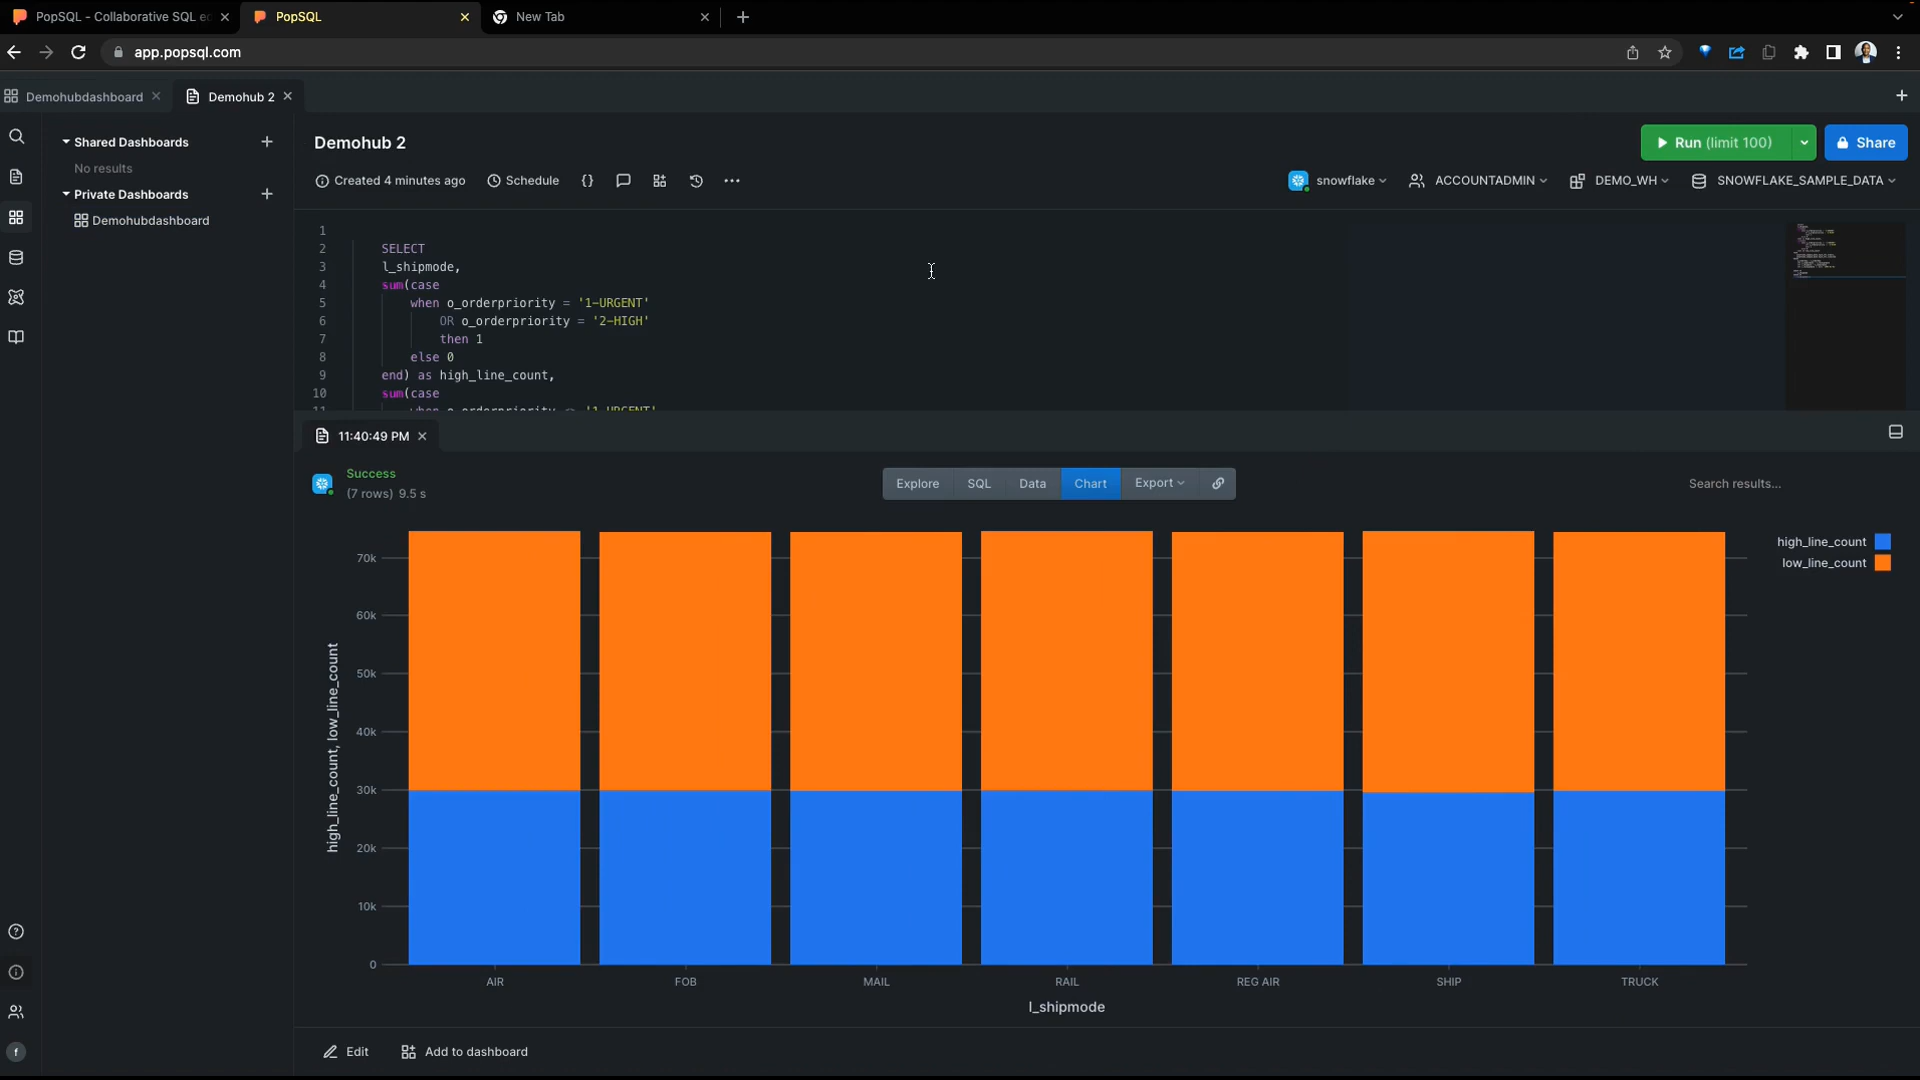 PopSQL - Collaborative SQL e
PopSQL
New Tab
app.popsql.com
Demohubdashboard
Demohub 2
Shared Dashboards
No results
Private Dashboards
Demohubdashboard
Demohub 2
Run (limit 100)
Share
Created 4 minutes ago
Schedule
{}
snowflake
ACCOUNTADMIN
DEMO_WH
SNOWFLAKE_SAMPLE_DATA
1
2 SELECT
3 l_shipmode,
4 sum(case
5 when o_orderpriority = '1-URGENT'
6 OR o_orderpriority = '2-HIGH'
7 then 1
8 else 0
9 end) as high_line_count,
10 sum(case
11 when o_orderpriority <> '1-URGENT'
11:40:49 PM
Success
(7 rows) 9.5 s
Explore
SQL
Data
Chart
Export
Search results...
high_line_count
low_line_count
high_line_count, low_line_count
70k
60k
50k
40k
30k
20k
10k
0
AIR
FOB
MAIL
RAIL
REG AIR
SHIP
TRUCK
l_shipmode
f
Edit
Add to dashboard